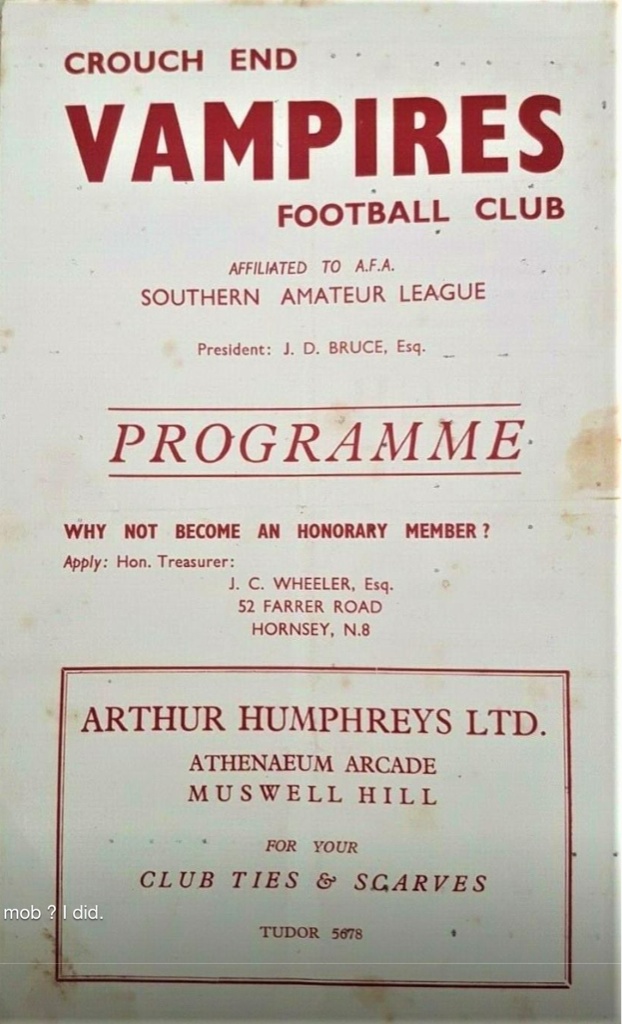 CROUCH END
VAMPIRES
FOOTBALL CLUB
AFFILIATED TO A.F.A.
SOUTHERN AMATEUR LEAGUE
President: J. D. BRUCE, Esq.
PROGRAMME
WHY NOT BECOME AN HONORARY MEMBER?
Apply: Hon. Treasurer:
J. C. WHEELER, Esq.
52 FARRER ROAD
HORNSEY, N.8
ARTHUR HUMPHREYS LTD.
ATHENAEUM ARCADE
MUSWELL HILL
FOR YOUR
CLUB TIES & SCARVES
mob ? I did.
TUDOR 5678